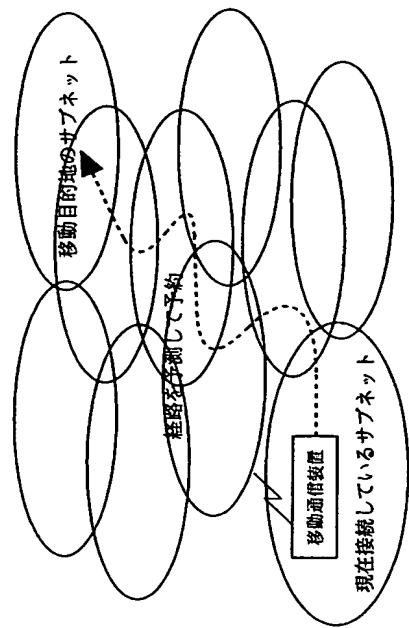 移動目的地のサブネット
経路を予測して予約
移動通信装置
現在接続しているサブネット